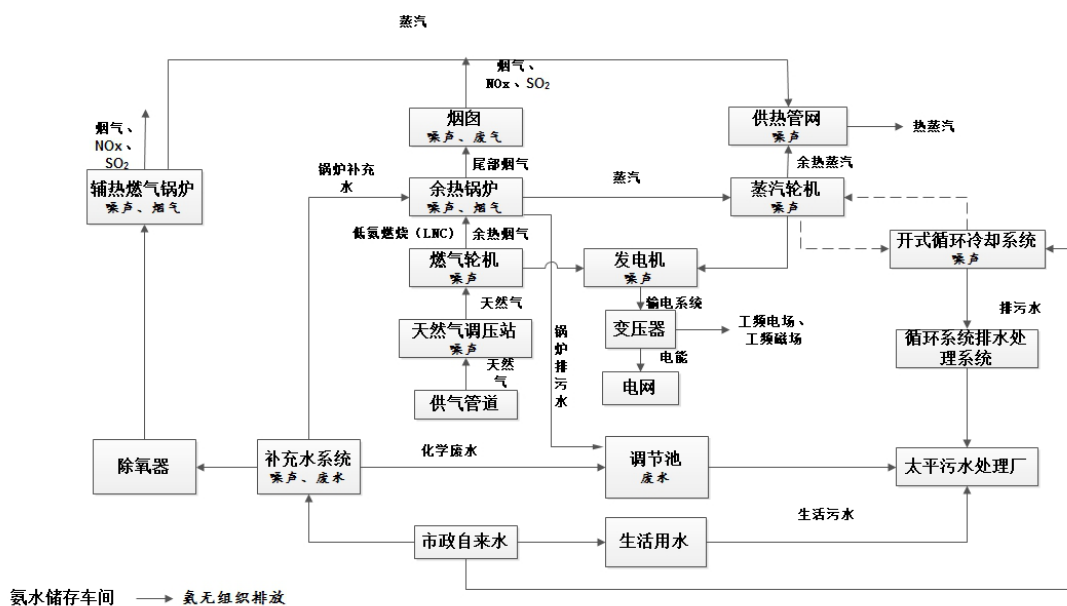 蒸汽
烟气、
NOx、SO₂
烟气、
NOx、
SO₂
烟囱
噪声、废气
供热管网
噪声
热蒸汽
尾部烟气
余热蒸汽
锅炉补充
水
辅热燃气锅炉
噪声、烟气
余热锅炉
噪声、烟气
蒸汽
蒸汽轮机
噪声
低氮燃烧（LNC）
余热烟气
开式循环冷却系统
噪声
燃气轮机
噪声
发电机
噪声
天然气
输电系统
排污水
天然气调压站
噪声
变压器
工频电场、
工频磁场
循环系统排水处
理系统
锅炉排污水
天然
气
电能
供气管道
电网
除氧器
补充水系统
噪声、废水
化学废水
调节池
废水
太平污水处理厂
生活污水
市政自来水
生活用水
氨水储存车间
氨无组织排放